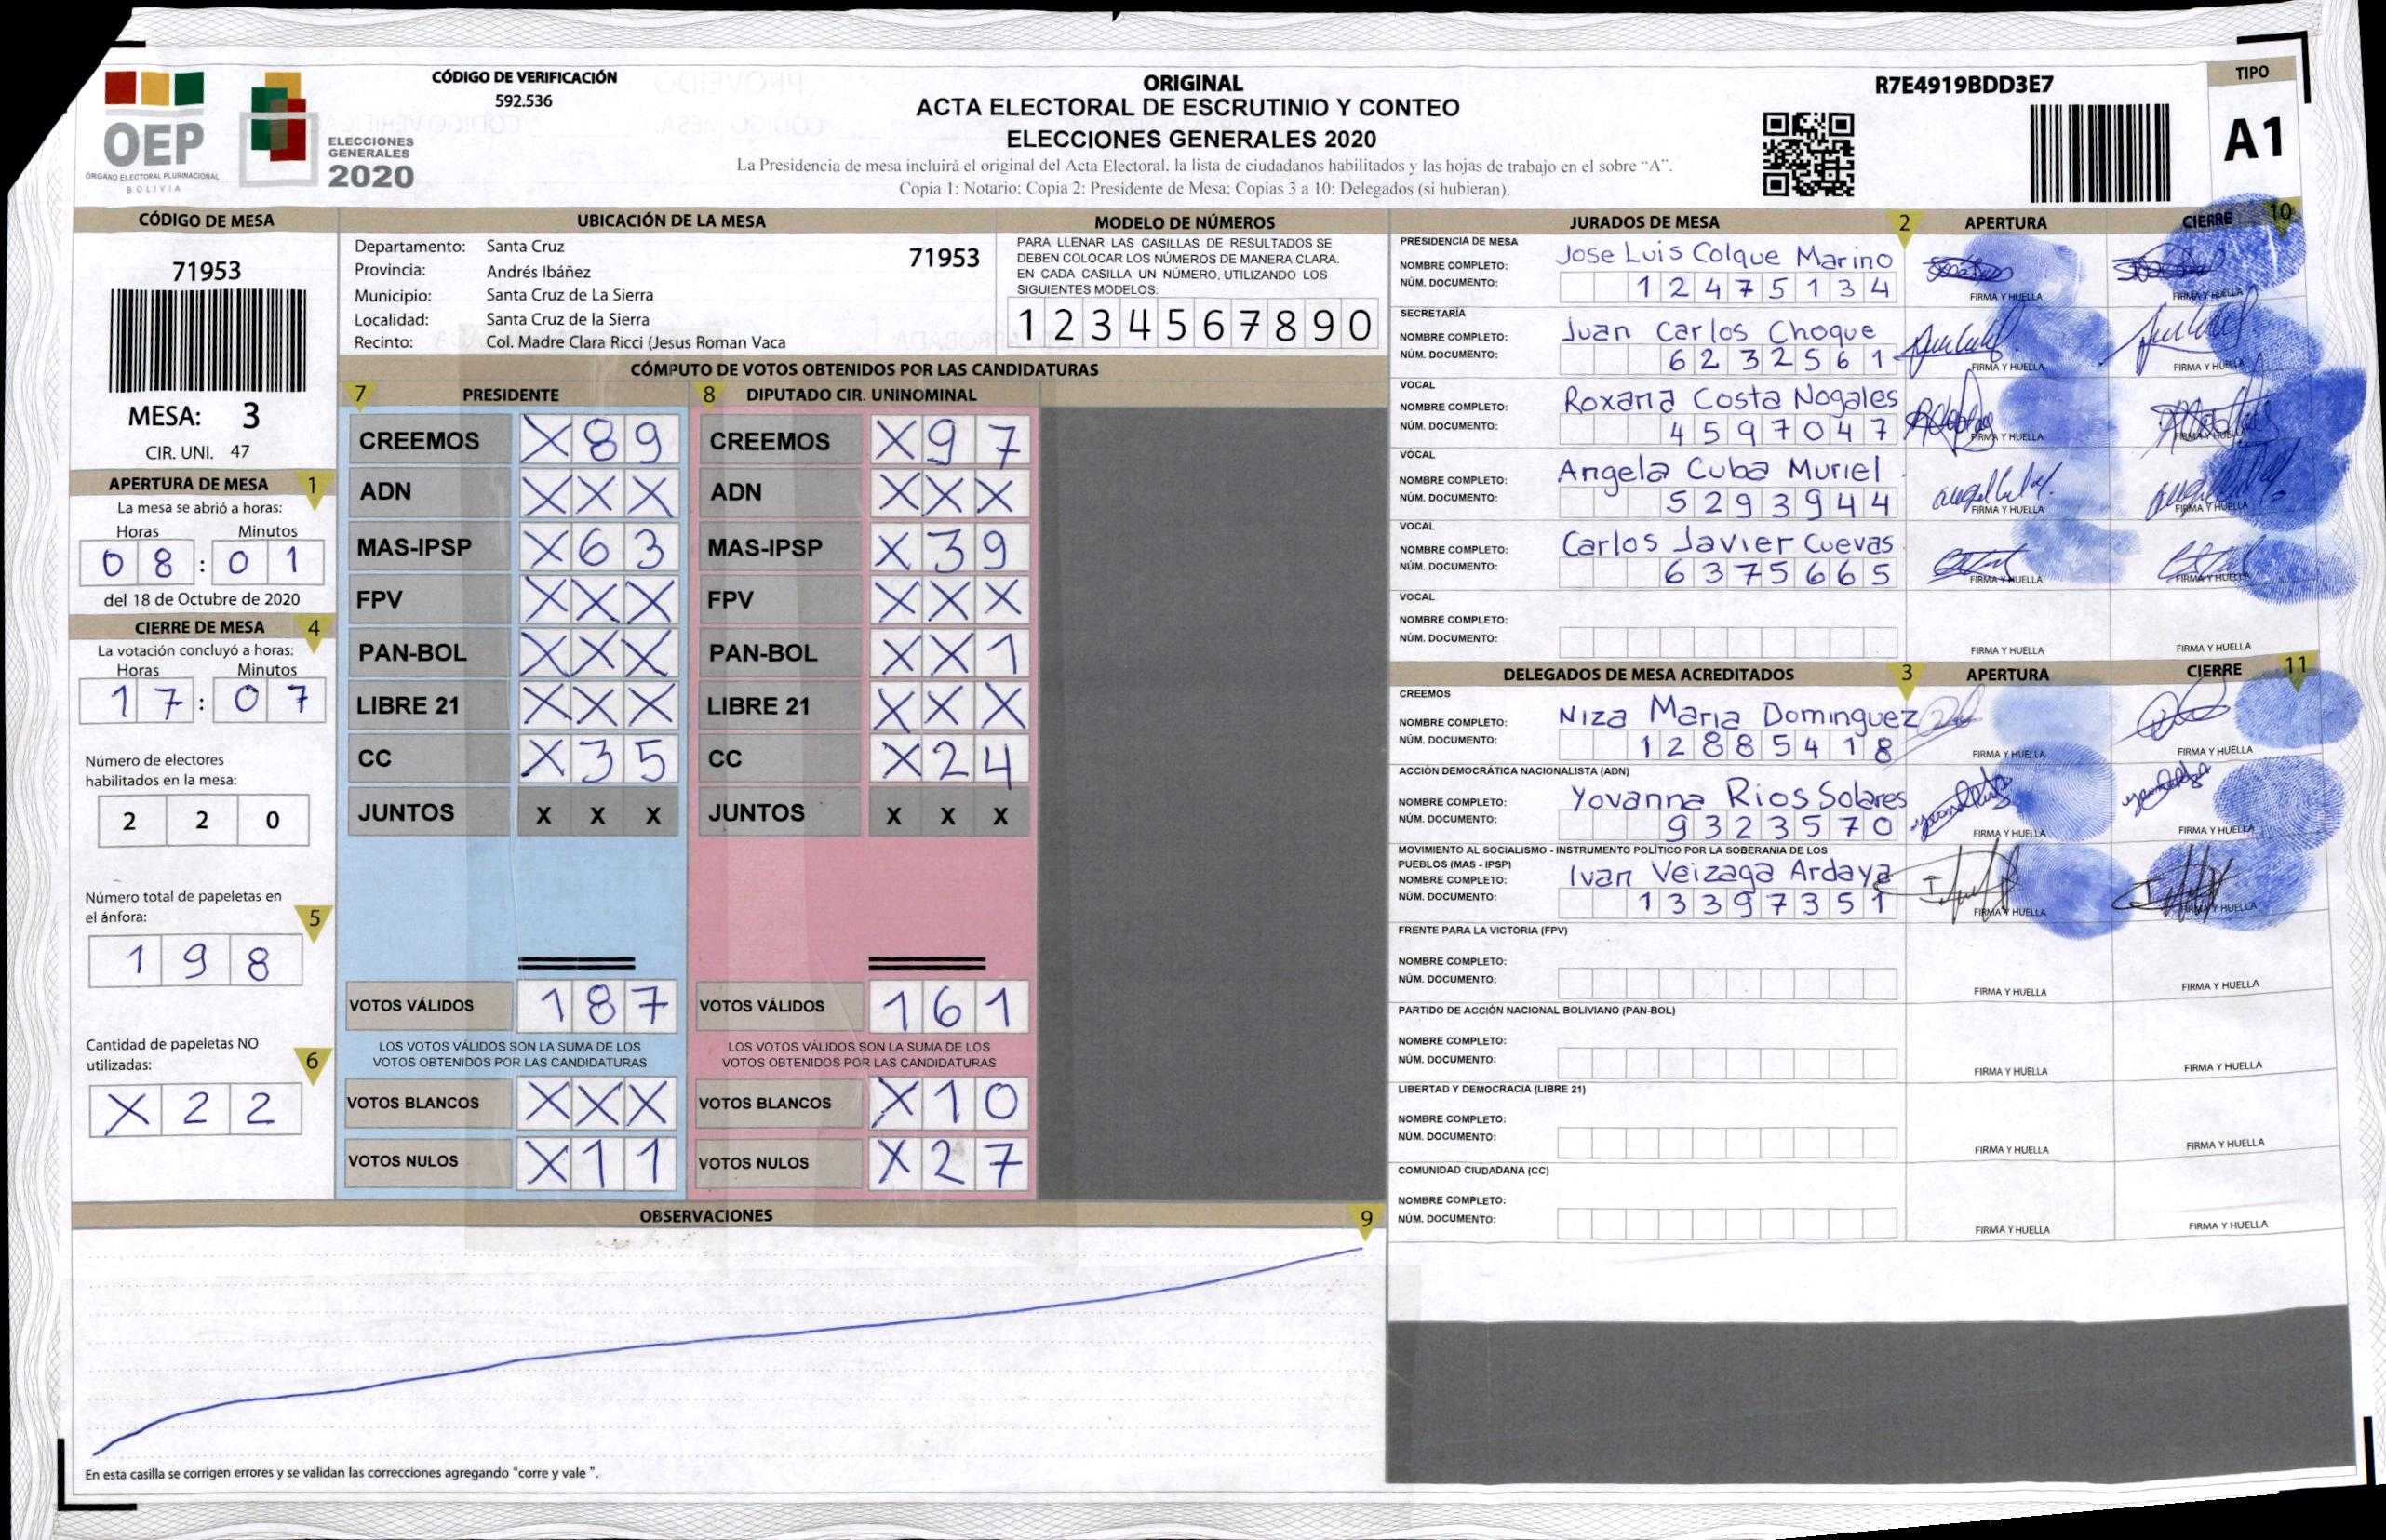 CÓDIGO DE VERIFICACIÓN
592.536
ORIGINAL
ACTA ELECTORAL DE ESCRUTINIO Y CONTEO
ELECCIONES GENERALES 2020
La Presidencia de mesa incluirá el original del Acta Electoral, la lista de ciudadanos habilitados y las hojas de trabajo en el sobre "A".
Copia 1: Notario; Copia 2: Presidente de Mesa; Copias 3 a 10: Delegados (si hubieran).
R7E4919BDD3E7
TIPO
A1
OEP
ÓRGANO ELECTORAL PLURINACIONAL
BOLIVIA
ELECCIONES
GENERALES
2020
CÓDIGO DE MESA
71953
MESA: 3
CIR. UNI. 47
APERTURA DE MESA 1
La mesa se abrió a horas:
Horas Minutos
0 8 : 0 1
del 18 de Octubre de 2020
CIERRE DE MESA 4
La votación concluyó a horas:
Horas Minutos
1 7 : 0 7
Número de electores
habilitados en la mesa:
2 2 0
Número total de papeletas en
el ánfora: 5
1 9 8
Cantidad de papeletas NO
utilizadas: 6
X 2 2
UBICACIÓN DE LA MESA
Departamento: Santa Cruz 71953
Provincia: Andrés Ibáñez
Municipio: Santa Cruz de La Sierra
Localidad: Santa Cruz de la Sierra
Recinto: Col. Madre Clara Ricci (Jesus Roman Vaca
MODELO DE NÚMEROS
PARA LLENAR LAS CASILLAS DE RESULTADOS SE
DEBEN COLOCAR LOS NÚMEROS DE MANERA CLARA.
EN CADA CASILLA UN NÚMERO, UTILIZANDO LOS
SIGUIENTES MODELOS:
1 2 3 4 5 6 7 8 9 0
CÓMPUTO DE VOTOS OBTENIDOS POR LAS CANDIDATURAS
7 PRESIDENTE
CREEMOS X 8 9
ADN X X X
MAS-IPSP X 6 3
FPV X X X
PAN-BOL X X X
LIBRE 21 X X X
CC X 3 5
JUNTOS X X X
VOTOS VÁLIDOS 1 8 7
LOS VOTOS VÁLIDOS SON LA SUMA DE LOS
VOTOS OBTENIDOS POR LAS CANDIDATURAS
VOTOS BLANCOS X X X
VOTOS NULOS X 1 1
8 DIPUTADO CIR. UNINOMINAL
CREEMOS X 9 7
ADN X X X
MAS-IPSP X 3 9
FPV X X X
PAN-BOL X X 1
LIBRE 21 X X X
CC X 2 4
JUNTOS X X X
VOTOS VÁLIDOS 1 6 1
LOS VOTOS VÁLIDOS SON LA SUMA DE LOS
VOTOS OBTENIDOS POR LAS CANDIDATURAS
VOTOS BLANCOS X 1 0
VOTOS NULOS X 2 7
OBSERVACIONES 9
En esta casilla se corrigen errores y se validan las correcciones agregando "corre y vale ".
JURADOS DE MESA 2 APERTURA CIERRE 10
PRESIDENCIA DE MESA
NOMBRE COMPLETO: Jose Luis Colque Marino
NÚM. DOCUMENTO: 1 2 4 7 5 1 3 4
FIRMA Y HUELLA FIRMA Y HUELLA
SECRETARÍA
NOMBRE COMPLETO: Juan Carlos Choque
NÚM. DOCUMENTO: 6 2 3 2 5 6 1
FIRMA Y HUELLA FIRMA Y HUELLA
VOCAL
NOMBRE COMPLETO: Roxana Costa Nogales
NÚM. DOCUMENTO: 4 5 9 7 0 4 7
FIRMA Y HUELLA FIRMA Y HUELLA
VOCAL
NOMBRE COMPLETO: Angela Cuba Muriel
NÚM. DOCUMENTO: 5 2 9 3 9 4 4
FIRMA Y HUELLA FIRMA Y HUELLA
VOCAL
NOMBRE COMPLETO: Carlos Javier Cuevas
NÚM. DOCUMENTO: 6 3 7 5 6 6 5
FIRMA Y HUELLA FIRMA Y HUELLA
VOCAL
NOMBRE COMPLETO:
NÚM. DOCUMENTO:
FIRMA Y HUELLA FIRMA Y HUELLA
DELEGADOS DE MESA ACREDITADOS 3 APERTURA CIERRE 11
CREEMOS
NOMBRE COMPLETO: Niza Maria Dominguez
NÚM. DOCUMENTO: 1 2 8 8 5 4 1 8
FIRMA Y HUELLA FIRMA Y HUELLA
ACCIÓN DEMOCRÁTICA NACIONALISTA (ADN)
NOMBRE COMPLETO: Yovanna Rios Solares
NÚM. DOCUMENTO: 9 3 2 3 5 7 0
FIRMA Y HUELLA FIRMA Y HUELLA
MOVIMIENTO AL SOCIALISMO - INSTRUMENTO POLÍTICO POR LA SOBERANIA DE LOS
PUEBLOS (MAS - IPSP)
NOMBRE COMPLETO: Ivan Veizaga Ardaya
NÚM. DOCUMENTO: 1 3 3 9 7 3 5 1
FIRMA Y HUELLA FIRMA Y HUELLA
FRENTE PARA LA VICTORIA (FPV)
NOMBRE COMPLETO:
NÚM. DOCUMENTO:
FIRMA Y HUELLA FIRMA Y HUELLA
PARTIDO DE ACCIÓN NACIONAL BOLIVIANO (PAN-BOL)
NOMBRE COMPLETO:
NÚM. DOCUMENTO:
FIRMA Y HUELLA FIRMA Y HUELLA
LIBERTAD Y DEMOCRACIA (LIBRE 21)
NOMBRE COMPLETO:
NÚM. DOCUMENTO:
FIRMA Y HUELLA FIRMA Y HUELLA
COMUNIDAD CIUDADANA (CC)
NOMBRE COMPLETO:
NÚM. DOCUMENTO:
FIRMA Y HUELLA FIRMA Y HUELLA